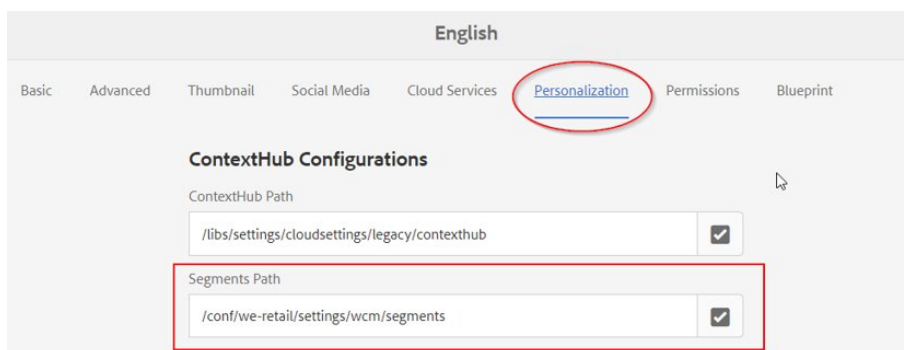 English
Basic Advanced Thumbnail Social Media Cloud Services Personalization Permissions Blueprint
ContextHub Configurations
ContextHub Path
/libs/settings/cloudsettings/legacy/contexthub
Segments Path
/conf/we-retail/settings/wcm/segments